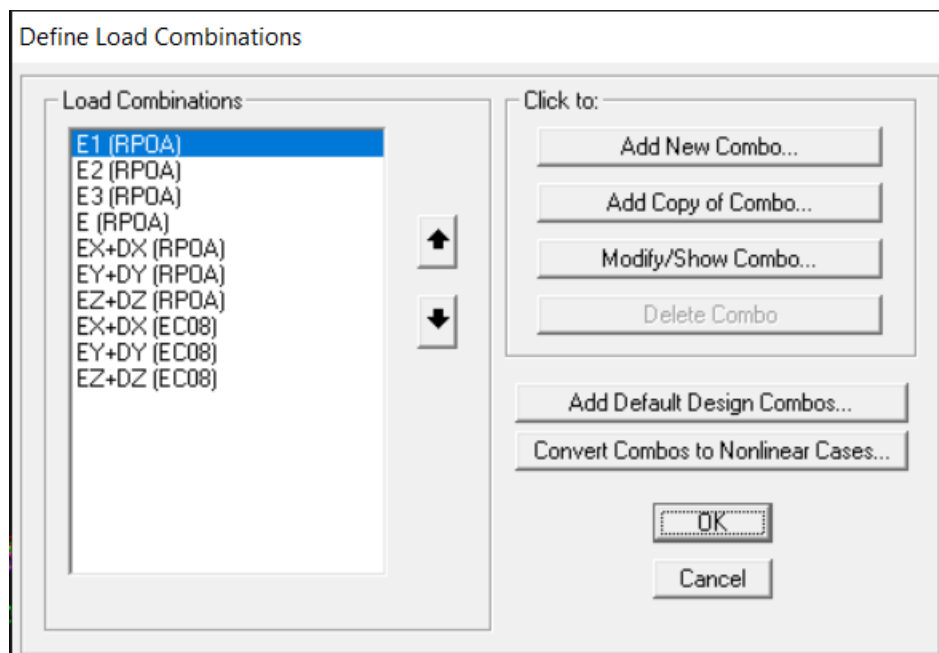 Define Load Combinations
Load Combinations
E1 (RPOA)
E2 (RPOA)
E3 (RPOA)
E (RPOA)
EX+DX (RPOA)
EY+DY (RPOA)
EZ+DZ (RPOA)
EX+DX (EC08)
EY+DY (EC08)
EZ+DZ (EC08)
Click to:
Add New Combo...
Add Copy of Combo...
Modify/Show Combo...
Delete Combo
Add Default Design Combos...
Convert Combos to Nonlinear Cases...
OK
Cancel